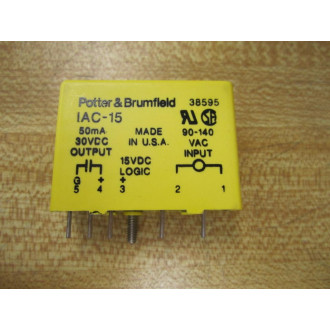 Potter & Brumfield 38595
IAC-15
50mA MADE 90-140
30VDC IN U.S.A. VAC
OUTPUT INPUT
15VDC
LOGIC
G + +
5 4 3 2 1